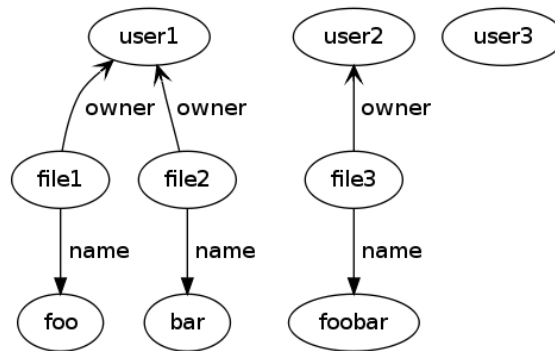 user1 user2 user3
owner owner owner
file1 file2 file3
name name name
foo bar foobar